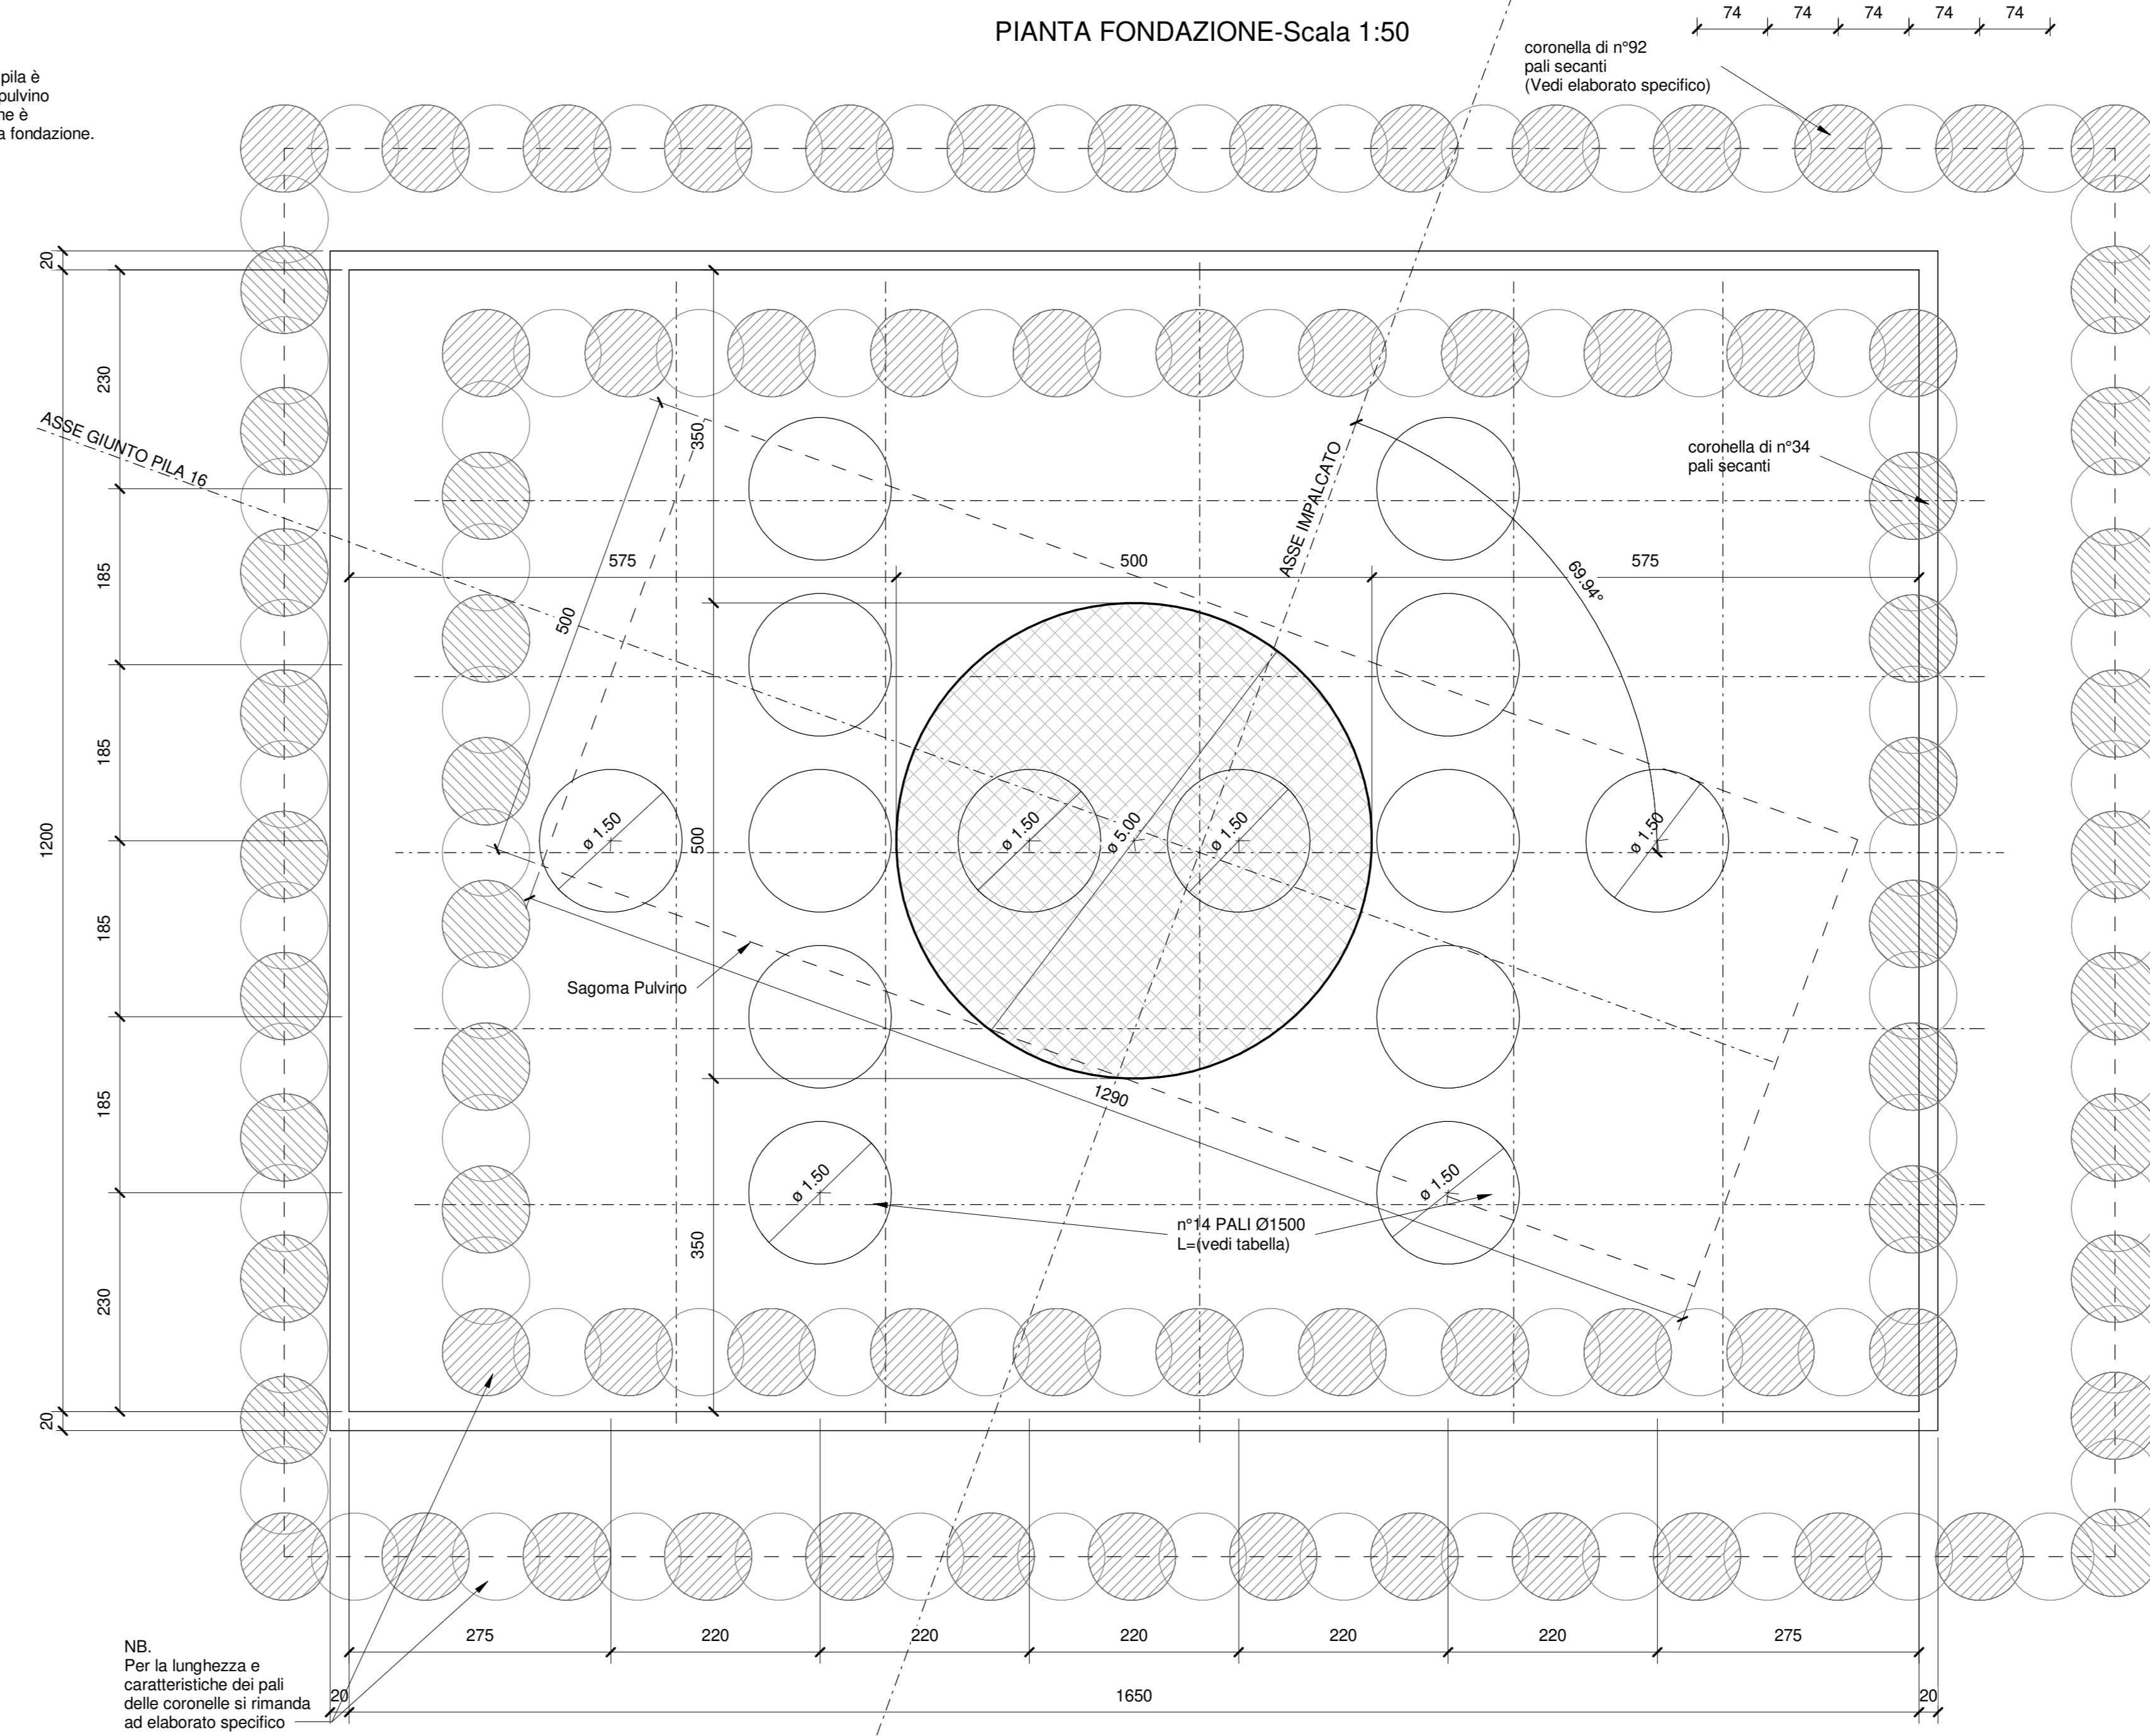 PIANTA FONDAZIONE-Scala 1:50
74
74
74
74
74
coronella di n°92
pali secanti
(Vedi elaborato specifico)
pila è
pulvino
ne è
a fondazione.
20
230
ASSE GIUNTO PILA 16
350
ASSE IMPALCATO
coronella di n°34
pali secanti
185
575
500
575
69.94°
500
185
1200
ø 1.50
500
ø 1.50
ø 5.00
ø 1.50
ø 1.50
185
Sagoma Pulvino
185
1290
ø 1.50
ø 1.50
n°14 PALI Ø1500
L=(vedi tabella)
350
230
20
275
220
220
220
220
220
275
NB.
Per la lunghezza e
caratteristiche dei pali
delle coronelle si rimanda
ad elaborato specifico
20
1650
20